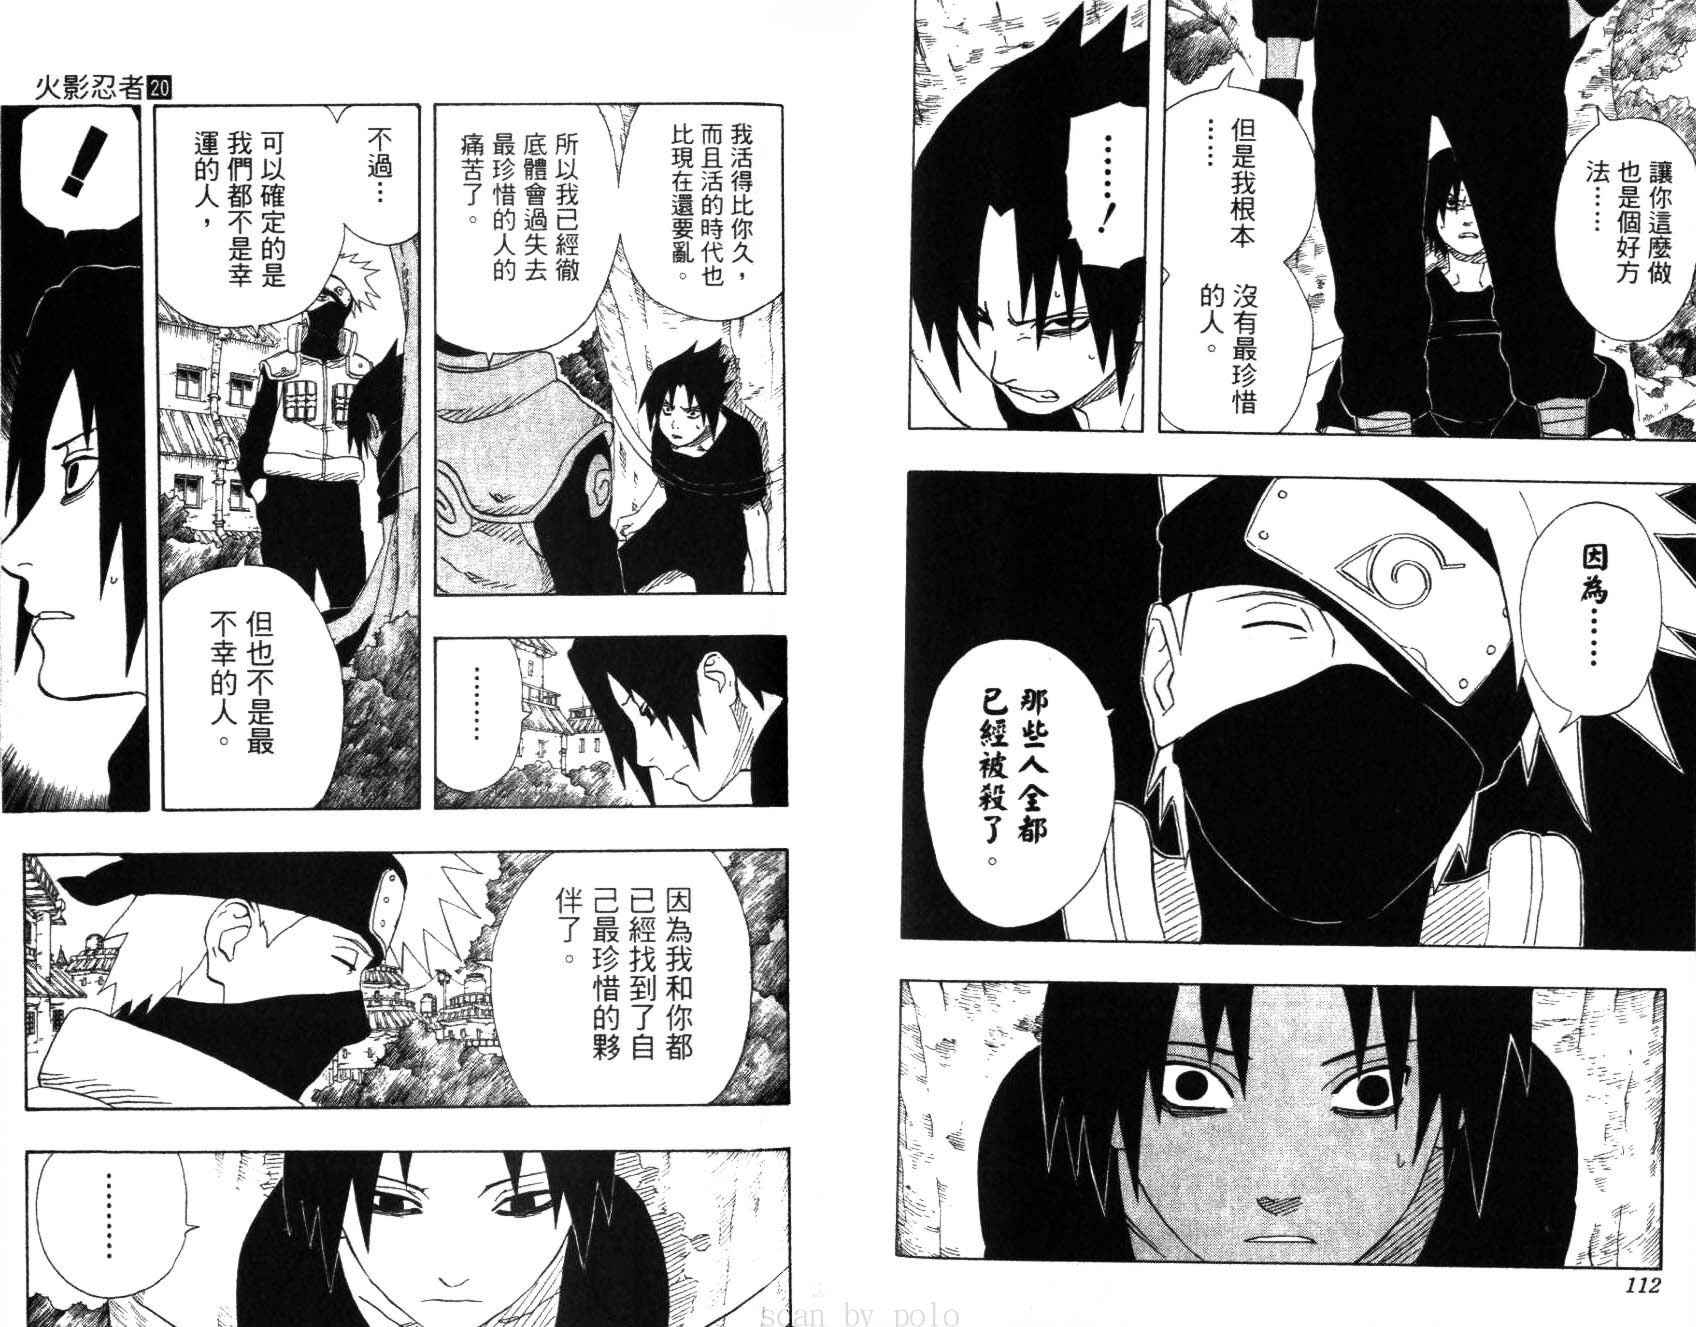 讓你這麼做
也是個好方
法……
但是我根本
……
沒有最珍惜
的人。
……！
因為……
那些人全都
已經被殺了。
112
火影忍者20
我活得比你久，
而且活的時代也
比現在還要亂。
所以我已經徹
底體會過失去
最珍惜的人的
痛苦了。
………
不過…
可以確定的是
我們都不是幸
運的人，
但也不是最
不幸的人。
！
因為我和你都
已經找到了自
己最珍惜的夥
伴了。
………
scan by polo